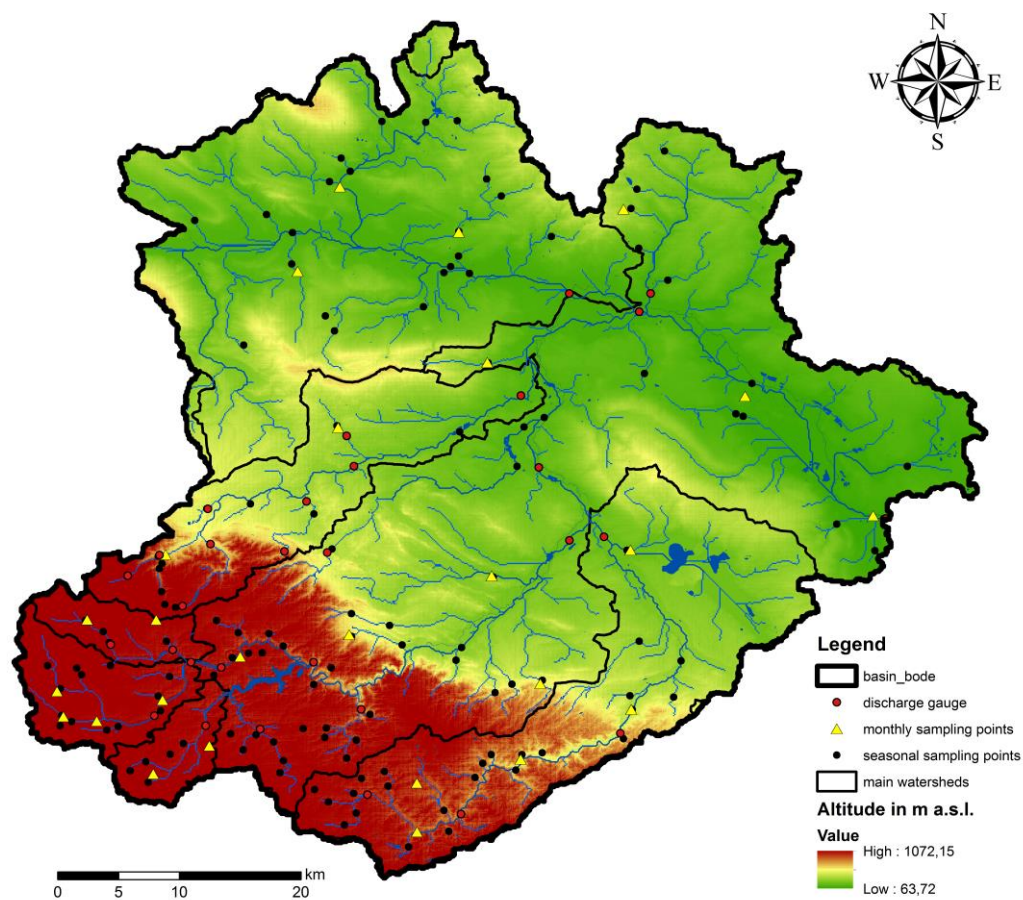 N
W
E
S
Legend
basin_bode
discharge gauge
monthly sampling points
seasonal sampling points
main watersheds
Altitude in m a.s.l.
Value
High : 1072,15
Low : 63,72
km
0 5 10 20